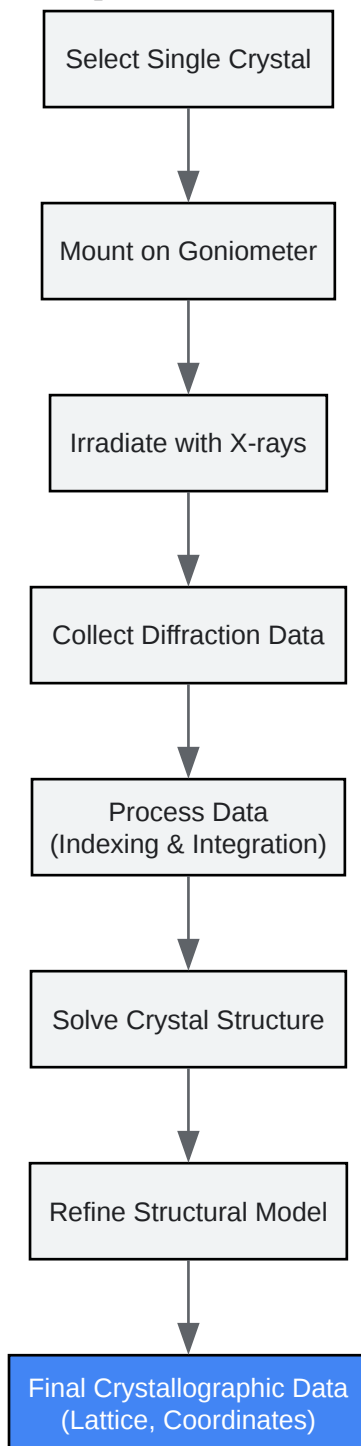 Select Single Crystal
Mount on Goniometer
Irradiate with X-rays
Collect Diffraction Data
Process Data
(Indexing & Integration)
Solve Crystal Structure
Refine Structural Model
Final Crystallographic Data
(Lattice, Coordinates)